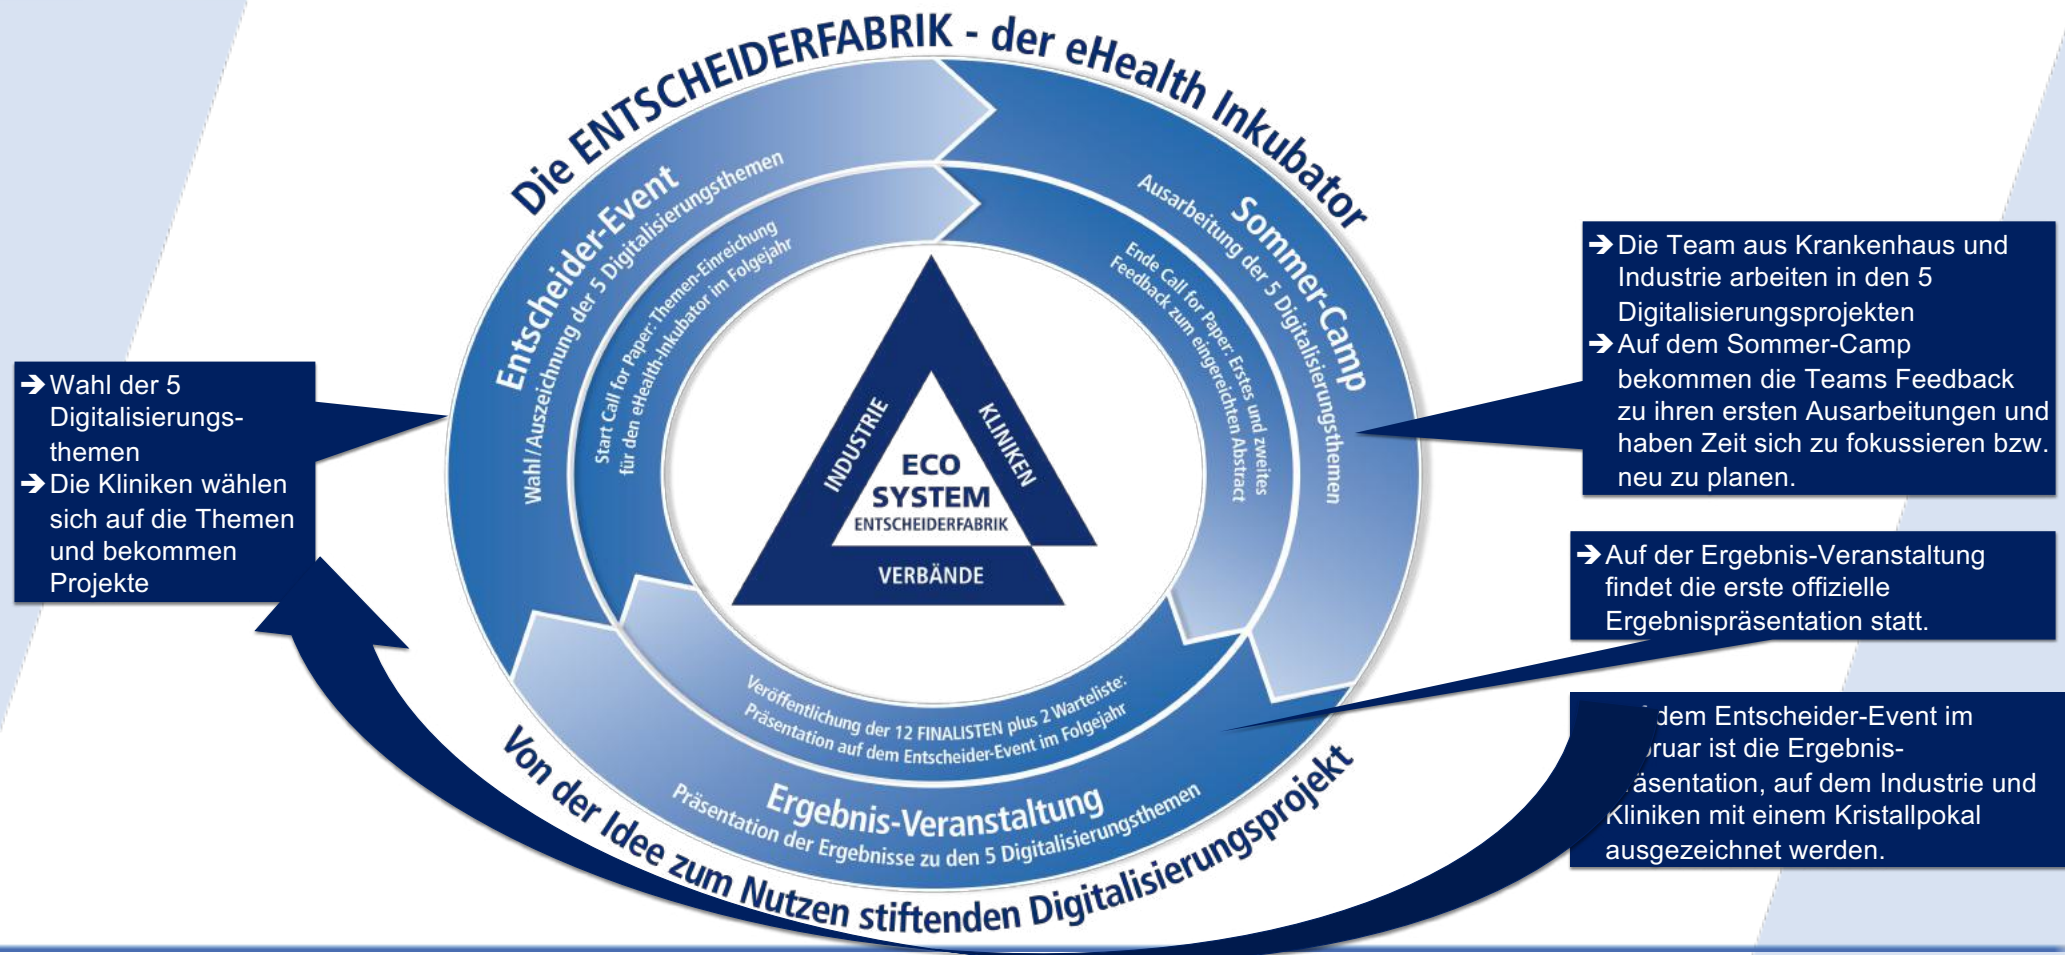 Die ENTSCHEIDERFABRIK - der eHealth Inkubator
Entscheider-Event
Wahl/Auszeichnung der 5 Digitalisierungsthemen
Start Call for Paper: Themen-Einreichung
für den eHealth-Inkubator im Folgejahr
Sommer-Camp
Ausarbeitung der 5 Digitalisierungsthemen
Ende Call for Paper: Erstes und zweites
Feedback zum eingereichten Abstract
INDUSTRIE
KLINIKEN
ECO
SYSTEM
ENTSCHEIDERFABRIK
VERBÄNDE
Veröffentlichung der 12 FINALISTEN plus 2 Warteliste:
Präsentation auf dem Entscheider-Event im Folgejahr
Ergebnis-Veranstaltung
Präsentation der Ergebnisse zu den 5 Digitalisierungsthemen
Von der Idee zum Nutzen stiftenden Digitalisierungsprojekt
➔ Wahl der 5
Digitalisierungs-
themen
➔ Die Kliniken wählen
sich auf die Themen
und bekommen
Projekte
➔ Die Team aus Krankenhaus und
Industrie arbeiten in den 5
Digitalisierungsprojekten
➔ Auf dem Sommer-Camp
bekommen die Teams Feedback
zu ihren ersten Ausarbeitungen und
haben Zeit sich zu fokussieren bzw.
neu zu planen.
➔ Auf der Ergebnis-Veranstaltung
findet die erste offizielle
Ergebnispräsentation statt.
dem Entscheider-Event im
ist die Ergebnis-
auf dem Industrie und
Kliniken mit einem Kristallpokal
ausgezeichnet werden.